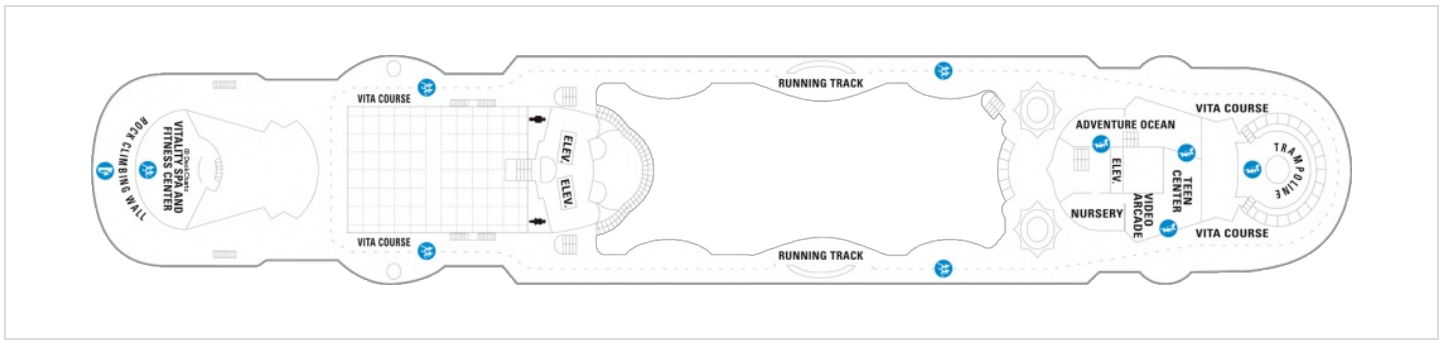 ROCK CLIMBING WALL
© DeckCharts
VITALITY SPA AND
FITNESS CENTER
VITA COURSE
VITA COURSE
ELEV.
ELEV.
RUNNING TRACK
RUNNING TRACK
ADVENTURE OCEAN
ELEV.
NURSERY
VIDEO
ARCADE
TEEN
CENTER
VITA COURSE
VITA COURSE
TRAMPOLINE